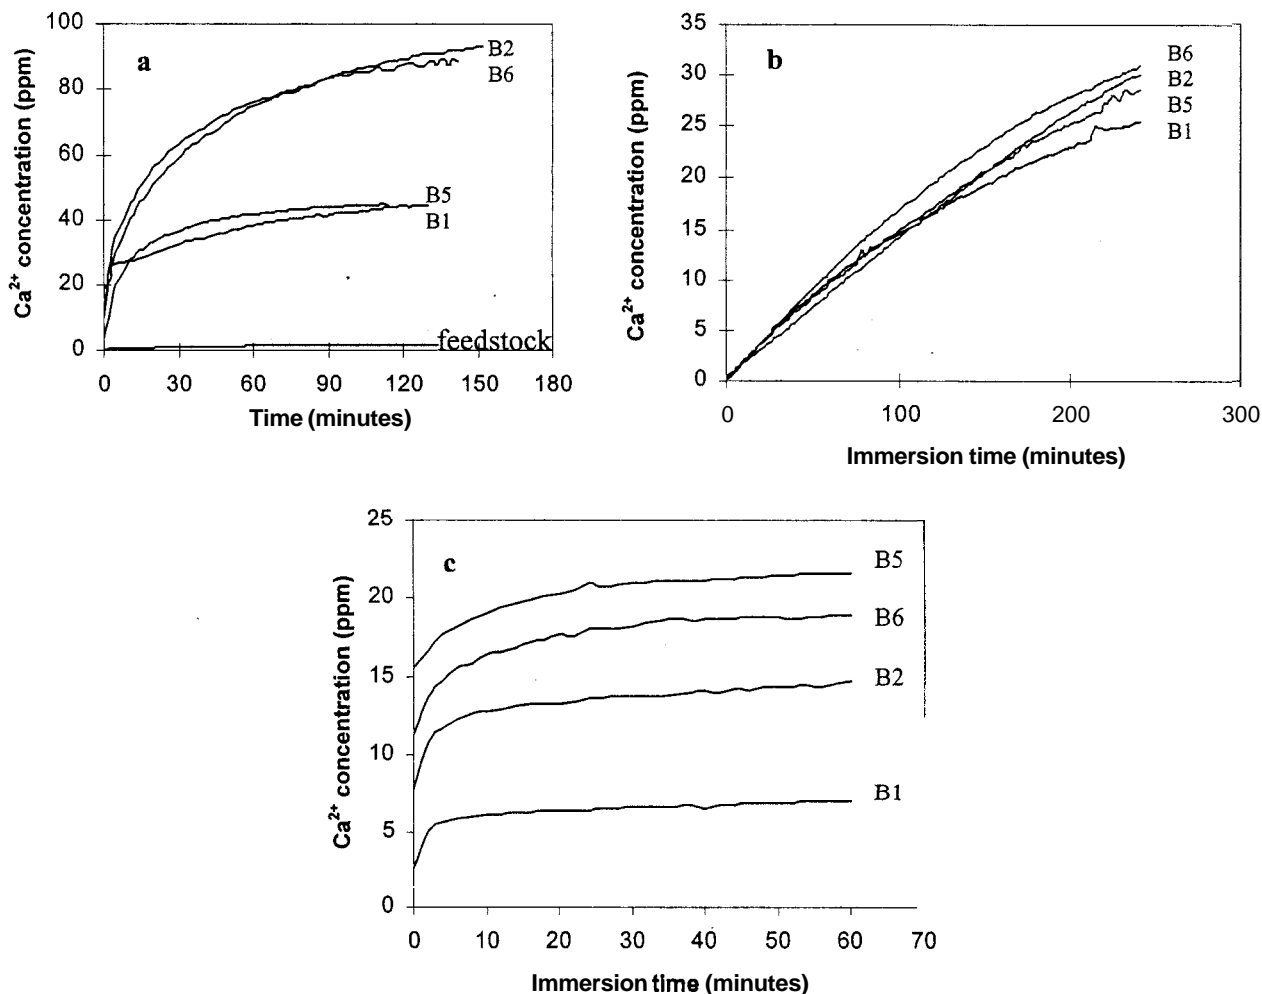 a
Ca2+ concentration (ppm)
100
80
60
40
20
0
B2
B6
B5
B1
feedstock
0 30 60 90 120 150 180
Time (minutes)
b
Ca2+ concentration (ppm)
35
30
25
20
15
10
5
0
B6
B2
B5
B1
0 100 200 300
Immersion time (minutes)
c
Ca2+ concentration (ppm)
25
20
15
10
5
0
B5
B6
B2
B1
0 10 20 30 40 50 60 70
Immersion time (minutes)